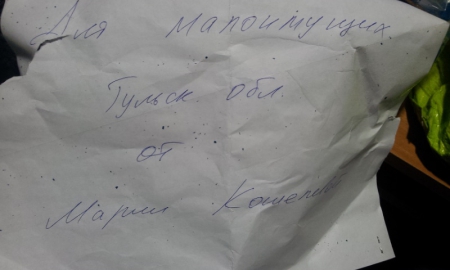 Для малоимущих
Тульск обл.
от
Марии